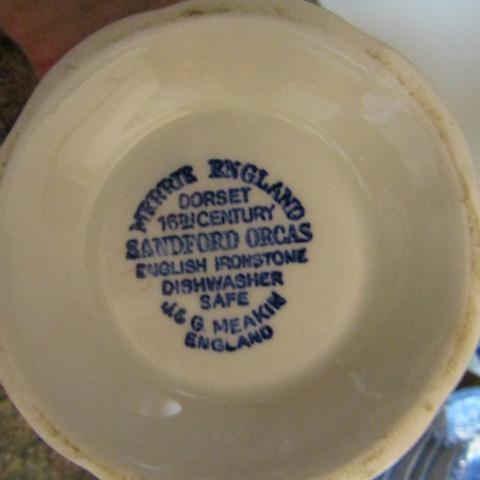 MERRIE ENGLAND
DORSET
16TH CENTURY
SANDFORD ORCAS
ENGLISH IRONSTONE
DISHWASHER
SAFE
J. & G. MEAKIN
ENGLAND